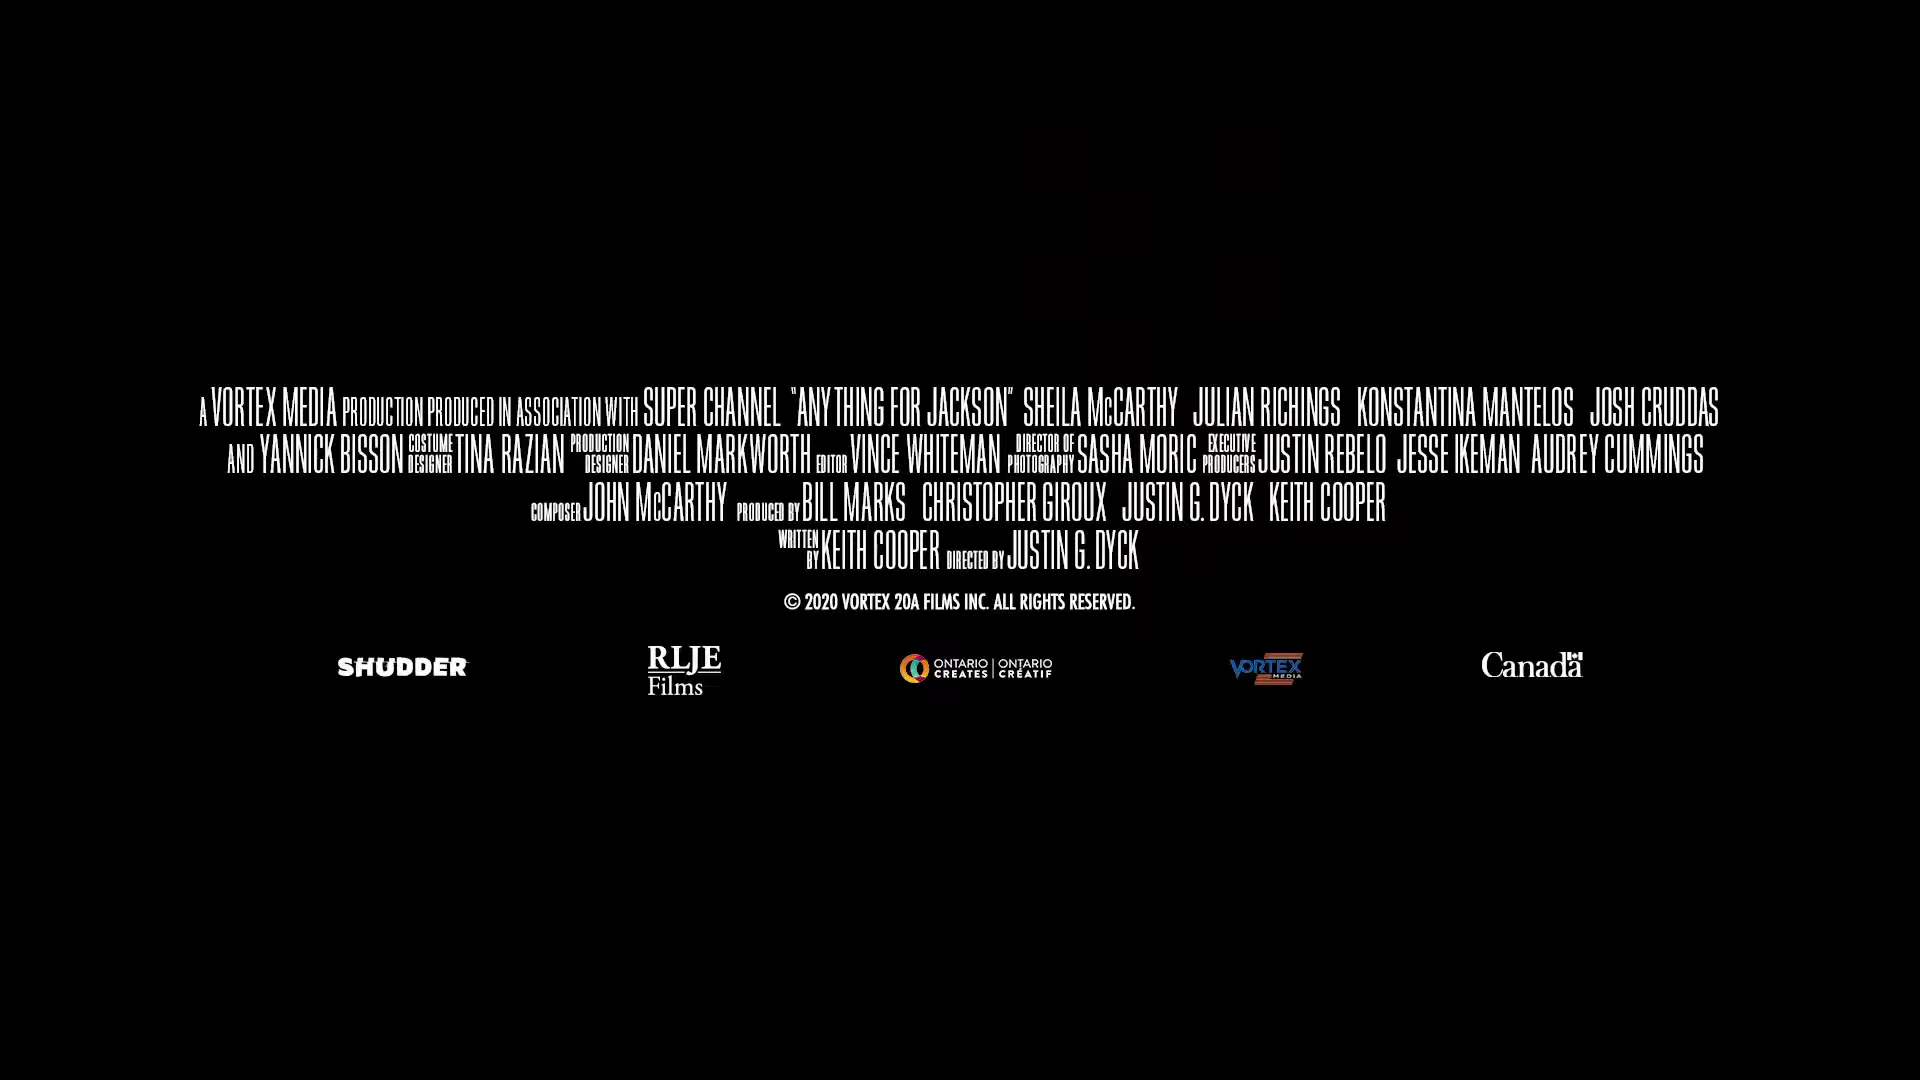 A VORTEX MEDIA PRODUCTION PRODUCED IN ASSOCIATION WITH SUPER CHANNEL "ANYTHING FOR JACKSON" SHEILA McCARTHY JULIAN RICHINGS KONSTANTINA MANTELOS JOSH CRUDDAS
AND YANNICK BISSON COSTUME DESIGNER TINA RAZIAN PRODUCTION DESIGNER DANIEL MARKWORTH EDITOR VINCE WHITEMAN DIRECTOR OF PHOTOGRAPHY SASHA MORIC EXECUTIVE PRODUCERS JUSTIN REBELO JESSE IKEMAN AUDREY CUMMINGS
COMPOSER JOHN McCARTHY PRODUCED BY BILL MARKS CHRISTOPHER GIROUX JUSTIN G. DYCK KEITH COOPER
WRITTEN BY KEITH COOPER DIRECTED BY JUSTIN G. DYCK
© 2020 VORTEX 20A FILMS INC. ALL RIGHTS RESERVED.
SHUDDER
RLJE
Films
ONTARIO | ONTARIO
CREATES | CRÉATIF
VORTEX
MEDIA
Canada